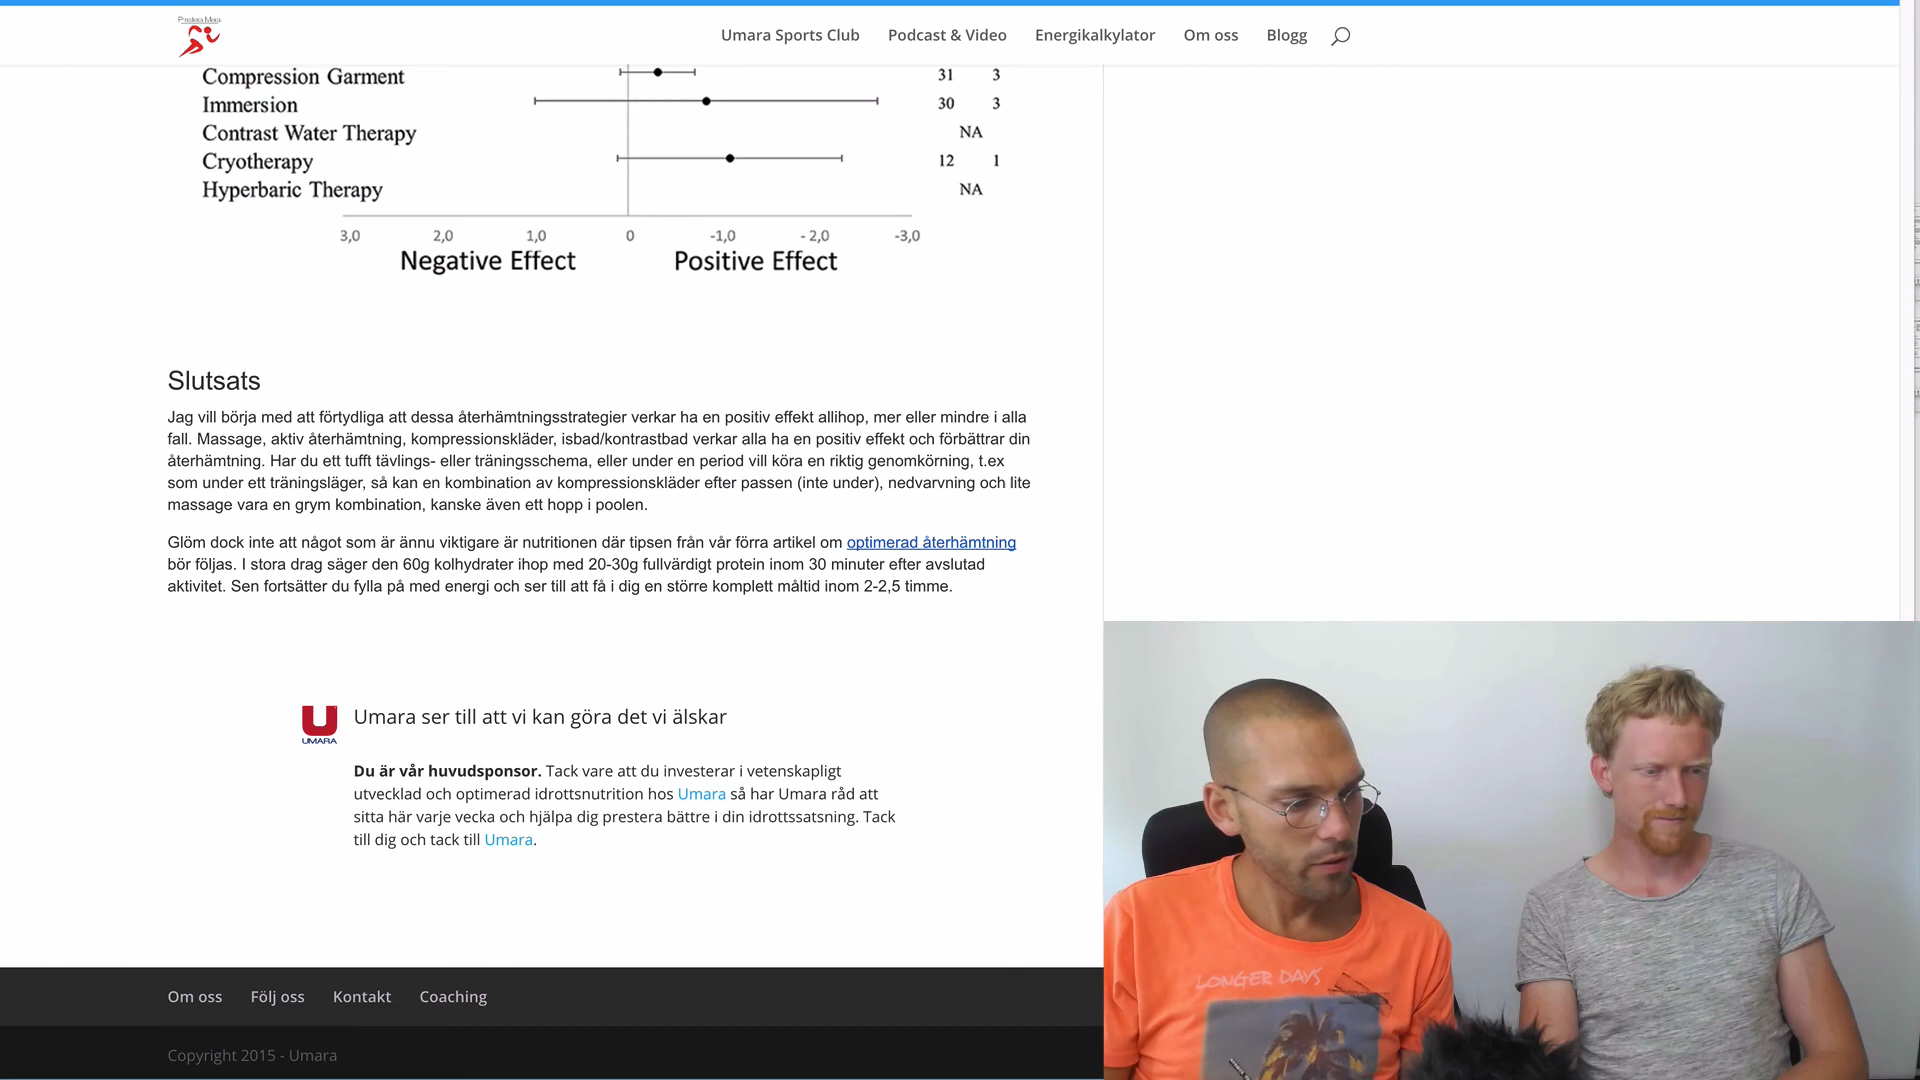 Prestera Mera
Umara Sports Club Podcast & Video Energikalkylator Om oss Blogg
Compression Garment 31 3
Immersion 30 3
Contrast Water Therapy NA
Cryotherapy 12 1
Hyperbaric Therapy NA
3,0 2,0 1,0 0 -1,0 - 2,0 -3,0
Negative Effect Positive Effect
Slutsats
Jag vill börja med att förtydliga att dessa återhämtningsstrategier verkar ha en positiv effekt allihop, mer eller mindre i alla
fall. Massage, aktiv återhämtning, kompressionskläder, isbad/kontrastbad verkar alla ha en positiv effekt och förbättrar din
återhämtning. Har du ett tufft tävlings- eller träningsschema, eller under en period vill köra en riktig genomkörning, t.ex
som under ett träningsläger, så kan en kombination av kompressionskläder efter passen (inte under), nedvarvning och lite
massage vara en grym kombination, kanske även ett hopp i poolen.
Glöm dock inte att något som är ännu viktigare är nutritionen där tipsen från vår förra artikel om optimerad återhämtning
bör följas. I stora drag säger den 60g kolhydrater ihop med 20-30g fullvärdigt protein inom 30 minuter efter avslutad
aktivitet. Sen fortsätter du fylla på med energi och ser till att få i dig en större komplett måltid inom 2-2,5 timme.
U
UMARA
Umara ser till att vi kan göra det vi älskar
Du är vår huvudsponsor. Tack vare att du investerar i vetenskapligt
utvecklad och optimerad idrottsnutrition hos Umara så har Umara råd att
sitta här varje vecka och hjälpa dig prestera bättre i din idrottssatsning. Tack
till dig och tack till Umara.
LONGER DAYS
Om oss Följ oss Kontakt Coaching
Copyright 2015 - Umara